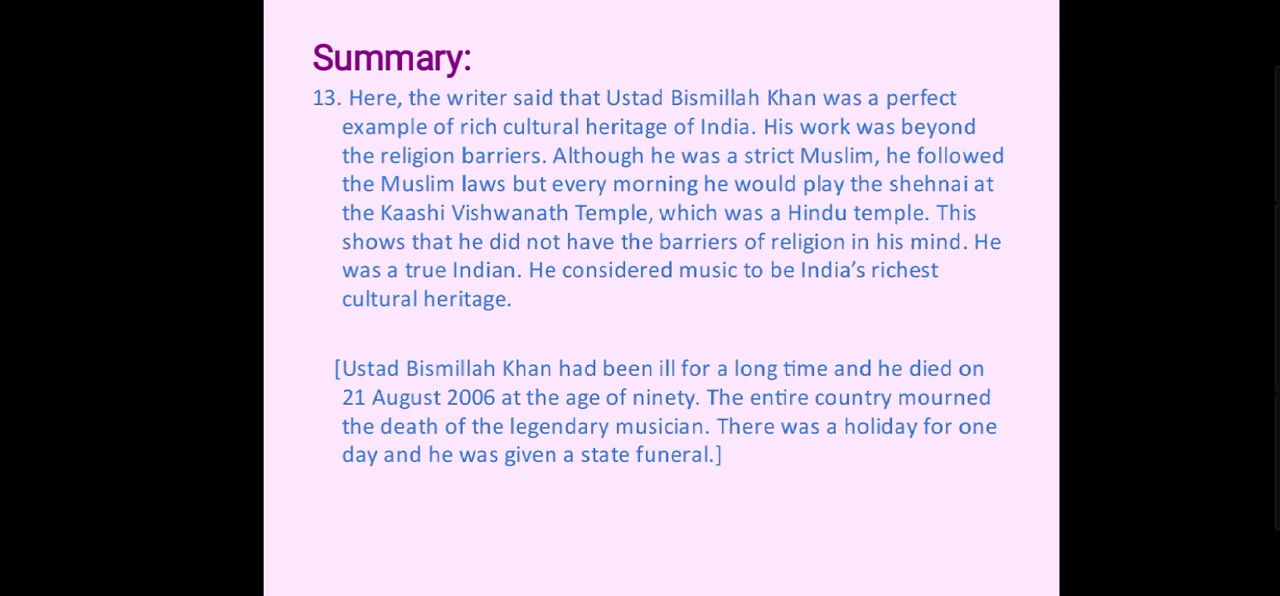 Summary:
13. Here, the writer said that Ustad Bismillah Khan was a perfect
example of rich cultural heritage of India. His work was beyond
the religion barriers. Although he was a strict Muslim, he followed
the Muslim laws but every morning he would play the shehnai at
the Kaashi Vishwanath Temple, which was a Hindu temple. This
shows that he did not have the barriers of religion in his mind. He
was a true Indian. He considered music to be India’s richest
cultural heritage.
[Ustad Bismillah Khan had been ill for a long time and he died on
21 August 2006 at the age of ninety. The entire country mourned
the death of the legendary musician. There was a holiday for one
day and he was given a state funeral.]